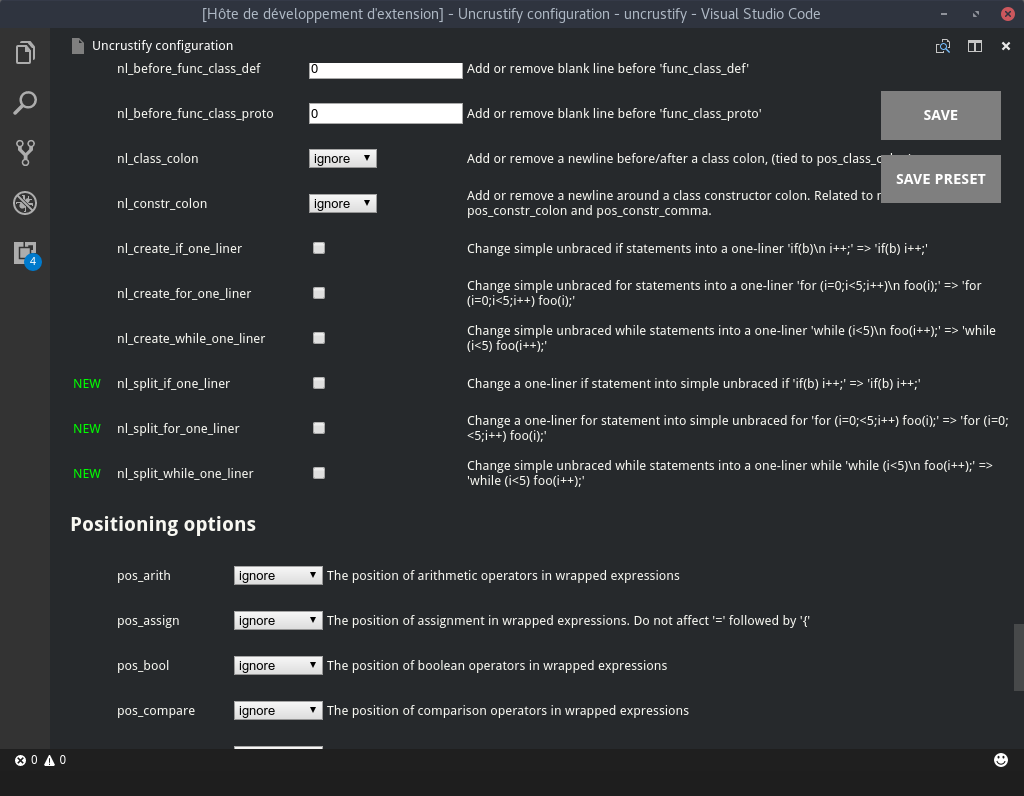 [Hôte de développement d'extension] - Uncrustify configuration - uncrustify - Visual Studio Code
Uncrustify configuration
nl_before_func_class_def 0 Add or remove blank line before 'func_class_def'
nl_before_func_class_proto 0 Add or remove blank line before 'func_class_proto'
SAVE
nl_class_colon ignore Add or remove a newline before/after a class colon, (tied to
SAVE PRESET
nl_constr_colon ignore Add or remove a newline around a class constructor colon. Related to
pos_constr_colon and pos_constr_comma.
nl_create_if_one_liner Change simple unbraced if statements into a one-liner 'if(b)\n i++;' => 'if(b) i++;'
nl_create_for_one_liner Change simple unbraced for statements into a one-liner 'for (i=0;i<5;i++)\n foo(i);' => 'for
(i=0;i<5;i++) foo(i);'
nl_create_while_one_liner Change simple unbraced while statements into a one-liner 'while (i<5)\n foo(i++);' => 'while
(i<5) foo(i++);'
NEW nl_split_if_one_liner Change a one-liner if statement into simple unbraced if 'if(b) i++;' => 'if(b) i++;'
NEW nl_split_for_one_liner Change a one-liner for statement into simple unbraced for 'for (i=0;<5;i++) foo(i);' => 'for (i=0;
<5;i++) foo(i);'
NEW nl_split_while_one_liner Change simple unbraced while statements into a one-liner while 'while (i<5)\n foo(i++);' =>
'while (i<5) foo(i++);'
4
Positioning options
pos_arith ignore The position of arithmetic operators in wrapped expressions
pos_assign ignore The position of assignment in wrapped expressions. Do not affect '=' followed by '{'
pos_bool ignore The position of boolean operators in wrapped expressions
pos_compare ignore The position of comparison operators in wrapped expressions
0 0